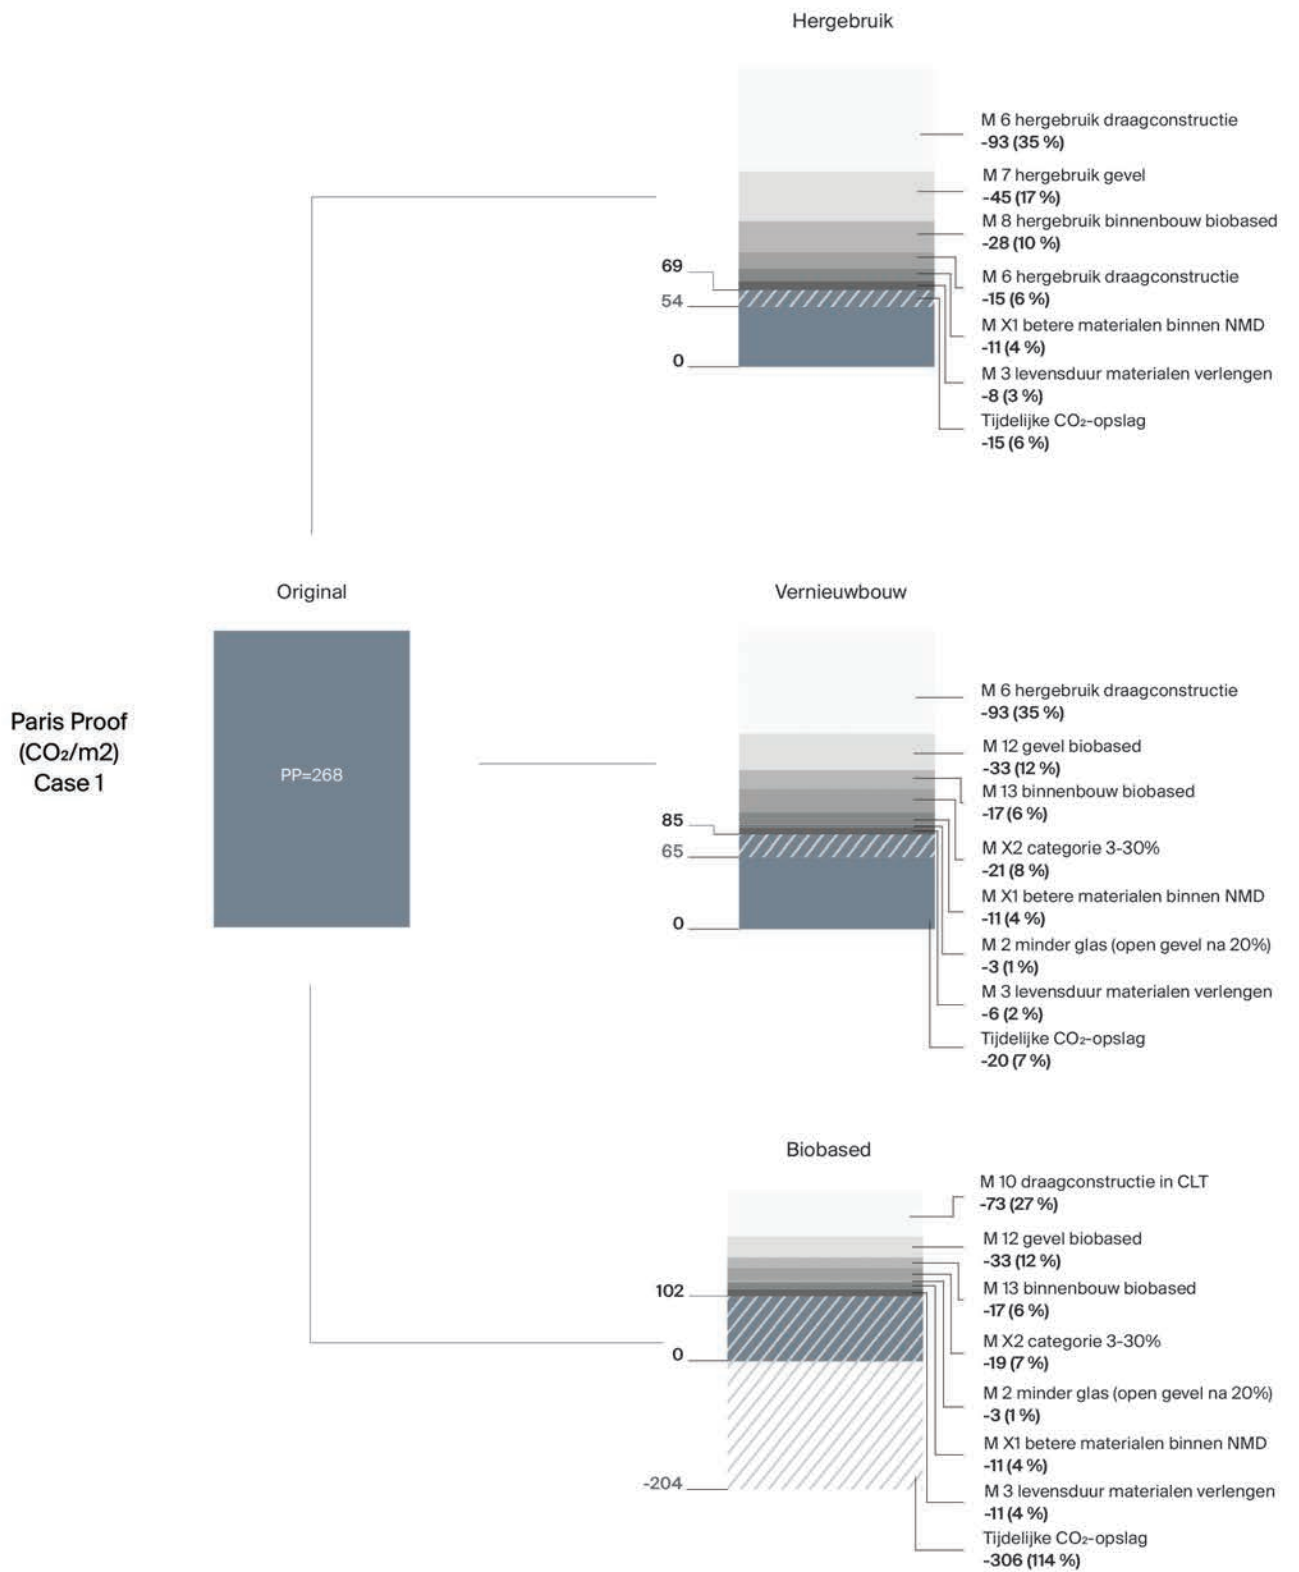 Hergebruik
M 6 hergebruik draagconstructie
-93 (35 %)
M 7 hergebruik gevel
-45 (17 %)
M 8 hergebruik binnenbouw biobased
-28 (10 %)
M 6 hergebruik draagconstructie
-15 (6 %)
M X1 betere materialen binnen NMD
-11 (4 %)
M 3 levensduur materialen verlengen
-8 (3 %)
Tijdelijke CO₂-opslag
-15 (6 %)
69
54
0
Original
PP=268
Paris Proof
(CO₂/m2)
Case 1
Vernieuwbouw
M 6 hergebruik draagconstructie
-93 (35 %)
M 12 gevel biobased
-33 (12 %)
M 13 binnenbouw biobased
-17 (6 %)
M X2 categorie 3-30%
-21 (8 %)
M X1 betere materialen binnen NMD
-11 (4 %)
M 2 minder glas (open gevel na 20%)
-3 (1 %)
M 3 levensduur materialen verlengen
-6 (2 %)
Tijdelijke CO₂-opslag
-20 (7 %)
85
65
0
Biobased
M 10 draagconstructie in CLT
-73 (27 %)
M 12 gevel biobased
-33 (12 %)
M 13 binnenbouw biobased
-17 (6 %)
M X2 categorie 3-30%
-19 (7 %)
M 2 minder glas (open gevel na 20%)
-3 (1 %)
M X1 betere materialen binnen NMD
-11 (4 %)
M 3 levensduur materialen verlengen
-11 (4 %)
Tijdelijke CO₂-opslag
-306 (114 %)
102
0
-204